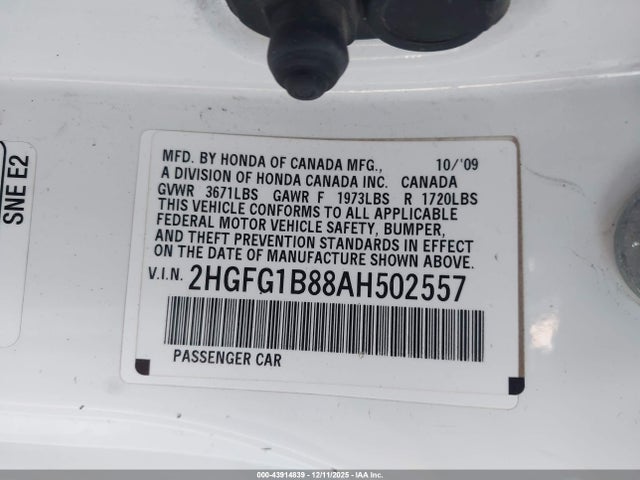 SNE E2
MFD. BY HONDA OF CANADA MFG., 10/'09
A DIVISION OF HONDA CANADA INC. CANADA
GVWR 3671LBS GAWR F 1973LBS R 1720LBS
THIS VEHICLE CONFORMS TO ALL APPLICABLE
FEDERAL MOTOR VEHICLE SAFETY, BUMPER,
AND THEFT PREVENTION STANDARDS IN EFFECT
ON THE DATE OF MANUFACTURE SHOWN ABOVE.
V.I.N. 2HGFG1B88AH502557
PASSENGER CAR
000-43914839 - 12/11/2025 - IAA Inc.